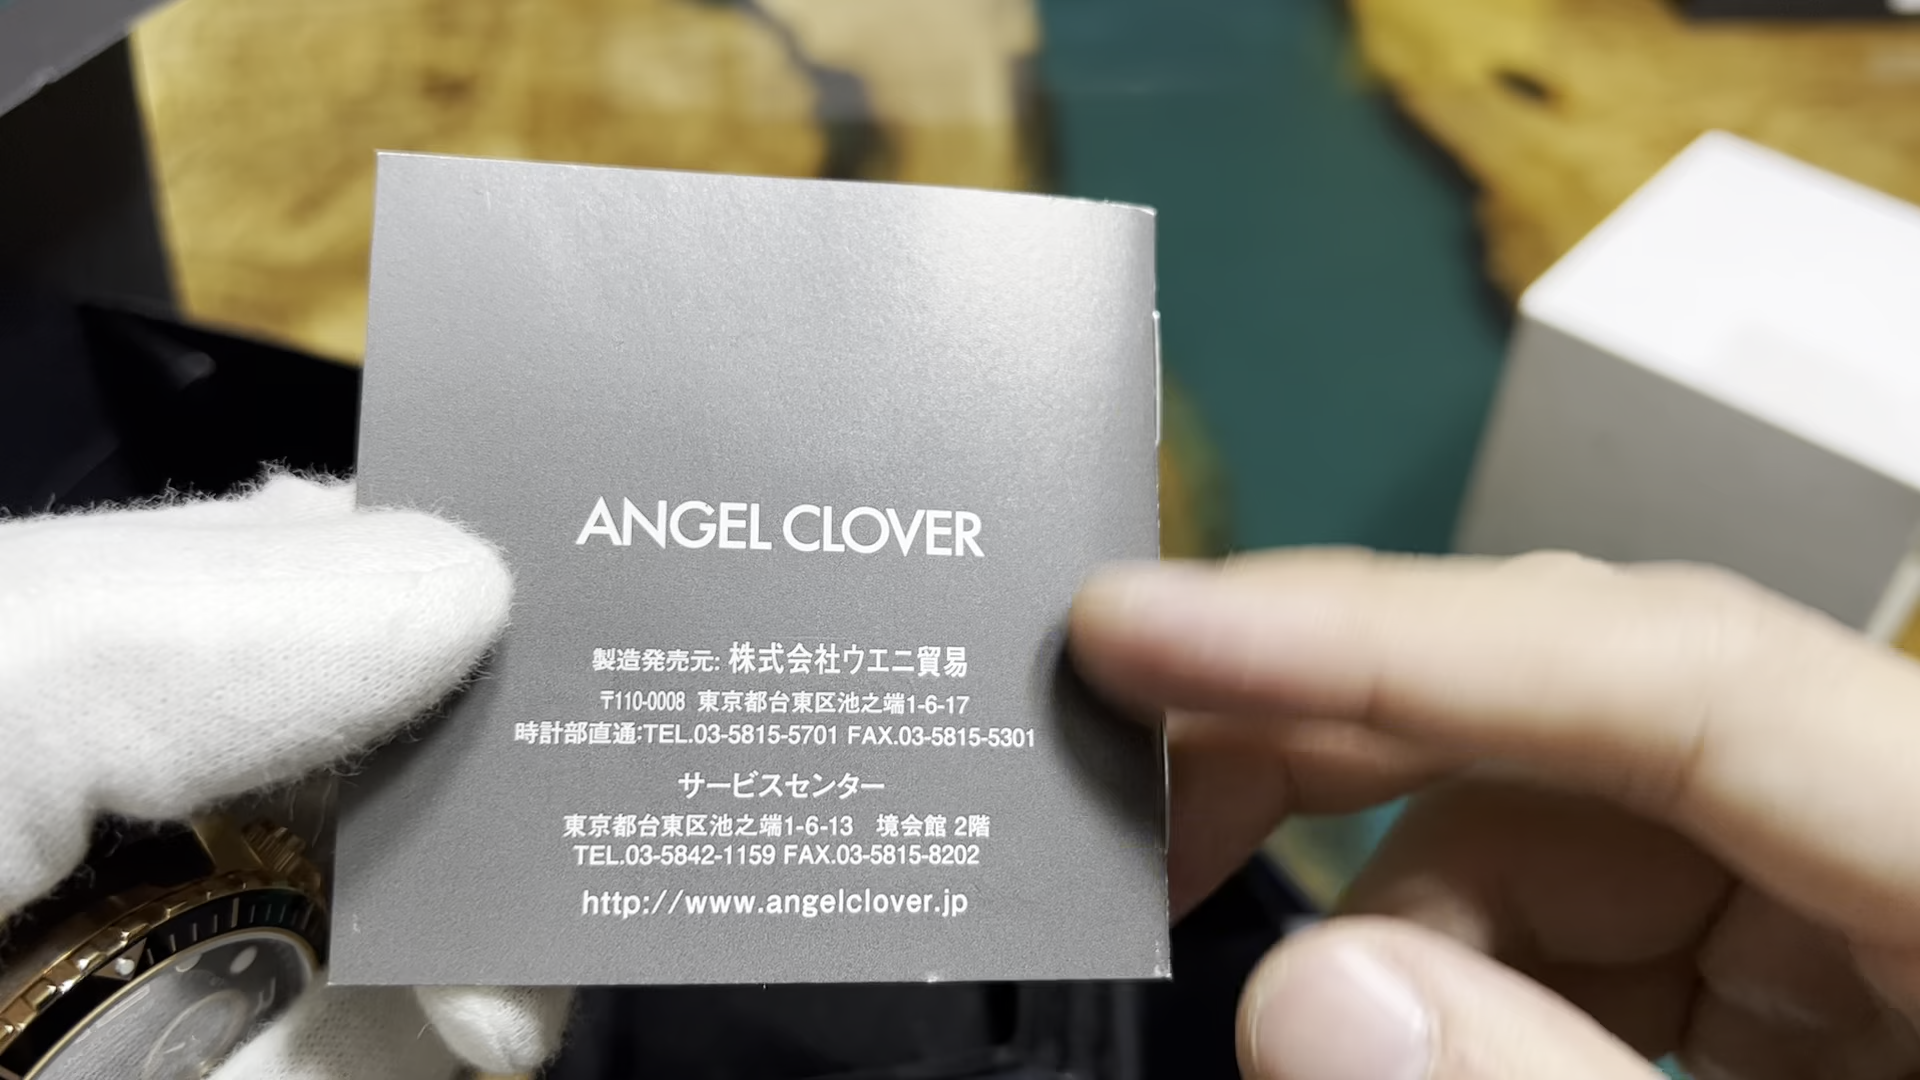 ANGEL CLOVER
製造発売元: 株式会社ウエニ貿易
〒110-0008 東京都台東区池之端1-6-17
時計部直通:TEL.03-5815-5701 FAX.03-5815-5301
サービスセンター
東京都台東区池之端1-6-13 境会館 2階
TEL.03-5842-1159 FAX.03-5815-8202
http://www.angelclover.jp